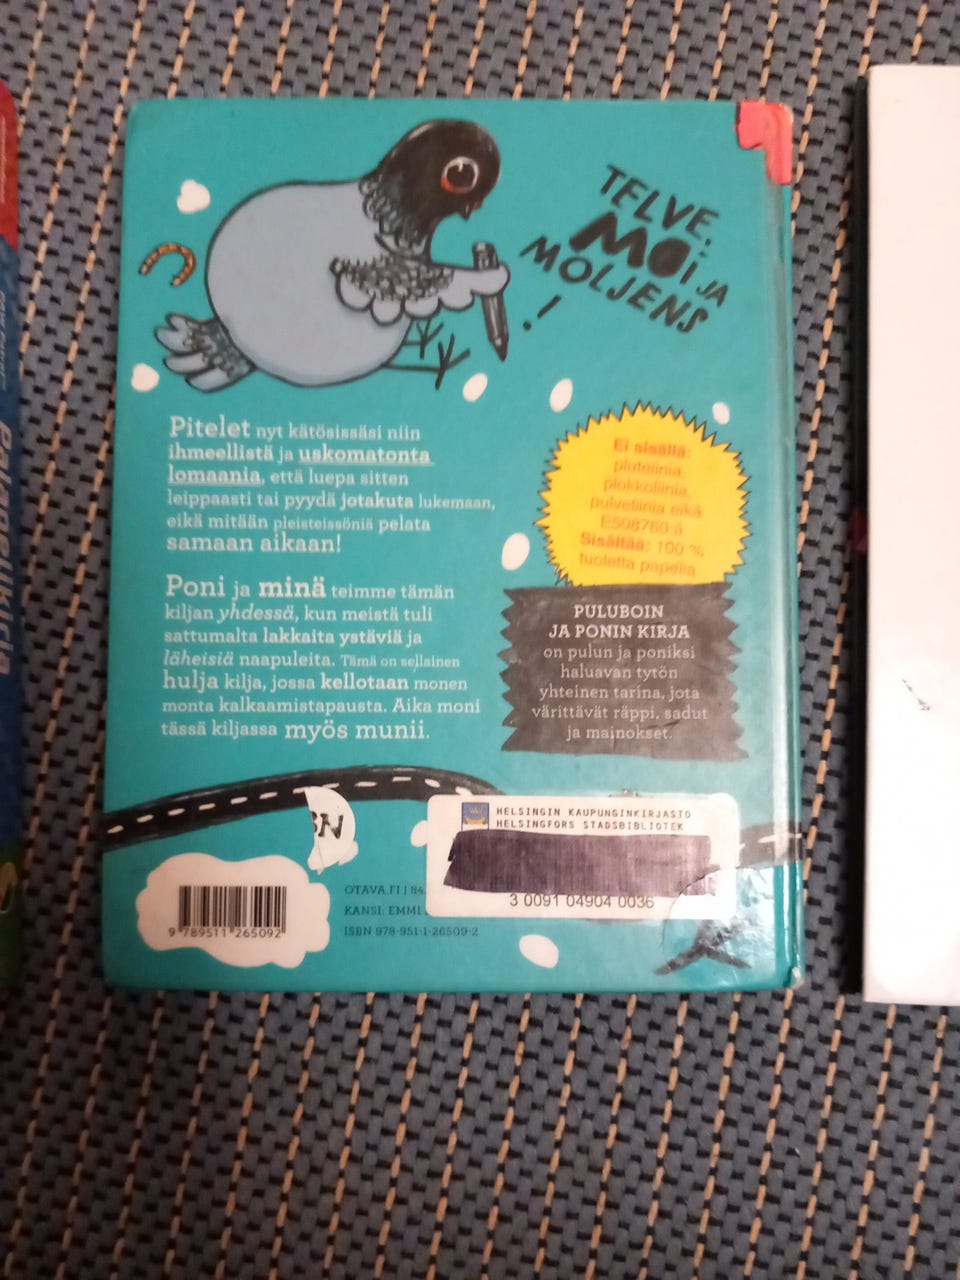 TELVE,
MOi JA
MOLJENS
!
Pitelet nyt kätösissäsi niin
ihmeellistä ja uskomatonta
lomaania, että luepa sitten
leippaasti tai pyydä jotakuta lukemaan,
eikä mitään pleisteissöniä pelata
samaan aikaan!
Poni ja minä teimme tämän
kiljan yhdessä, kun meistä tuli
sattumalta lakkaita ystäviä ja
läheisiä naapuleita. Tämä on sellainen
hulja kilja, jossa kellotaan monen
monta kalkaamistapausta. Aika moni
tässä kiljassa myös munii.
Ei sisällä:
pluteiinia,
plokkoliinia,
pulveliinia eikä
E508760:ä
Sisältää: 100 %
tuoletta papelia
PULUBOIN
JA PONIN KIRJA
on pulun ja poniksi
haluavan tytön
yhteinen tarina, jota
värittävät räppi, sadut
ja mainokset.
HELSINGIN KAUPUNGINKIRJASTO
HELSINGFORS STADSBIBLIOTEK
3 0091 04904 0036
BN
OTAVA.FI | 84.
KANSI: EMMI
ISBN 978-951-1-26509-2
9 789511 265092